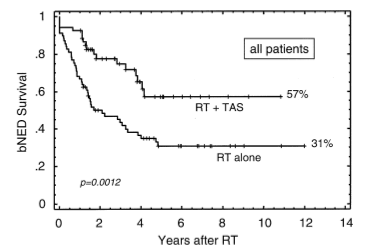 1
.8
.6
.4
.2
0
bNED Survival
all patients
57%
RT + TAS
31%
RT alone
p=0.0012
0 2 4 6 8 10 12 14
Years after RT